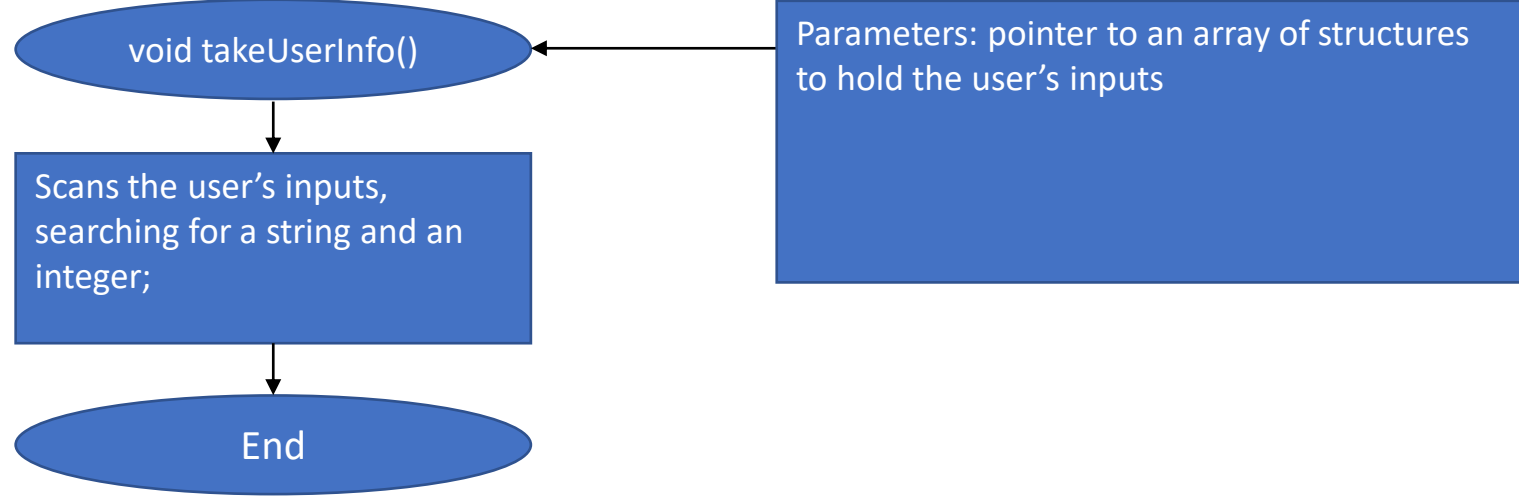 void takeUserInfo()
Parameters: pointer to an array of structures
to hold the user’s inputs
Scans the user’s inputs,
searching for a string and an
integer;
End